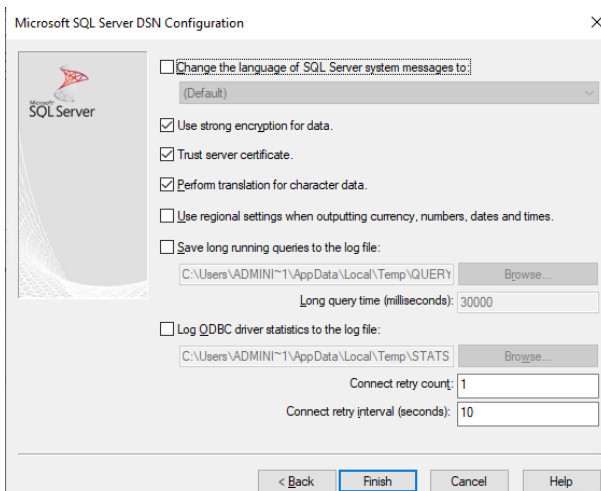 Microsoft SQL Server DSN Configuration
Microsoft
SQL Server
Change the language of SQL Server system messages to:
(Default)
Use strong encryption for data.
Trust server certificate.
Perform translation for character data.
Use regional settings when outputting currency, numbers, dates and times.
Save long running queries to the log file:
C:\Users\ADMINI~1\AppData\Local\Temp\QUERY
Browse...
Long query time (milliseconds): 30000
Log ODBC driver statistics to the log file:
C:\Users\ADMINI~1\AppData\Local\Temp\STATS
Browse...
Connect retry count: 1
Connect retry interval (seconds): 10
< Back Finish Cancel Help